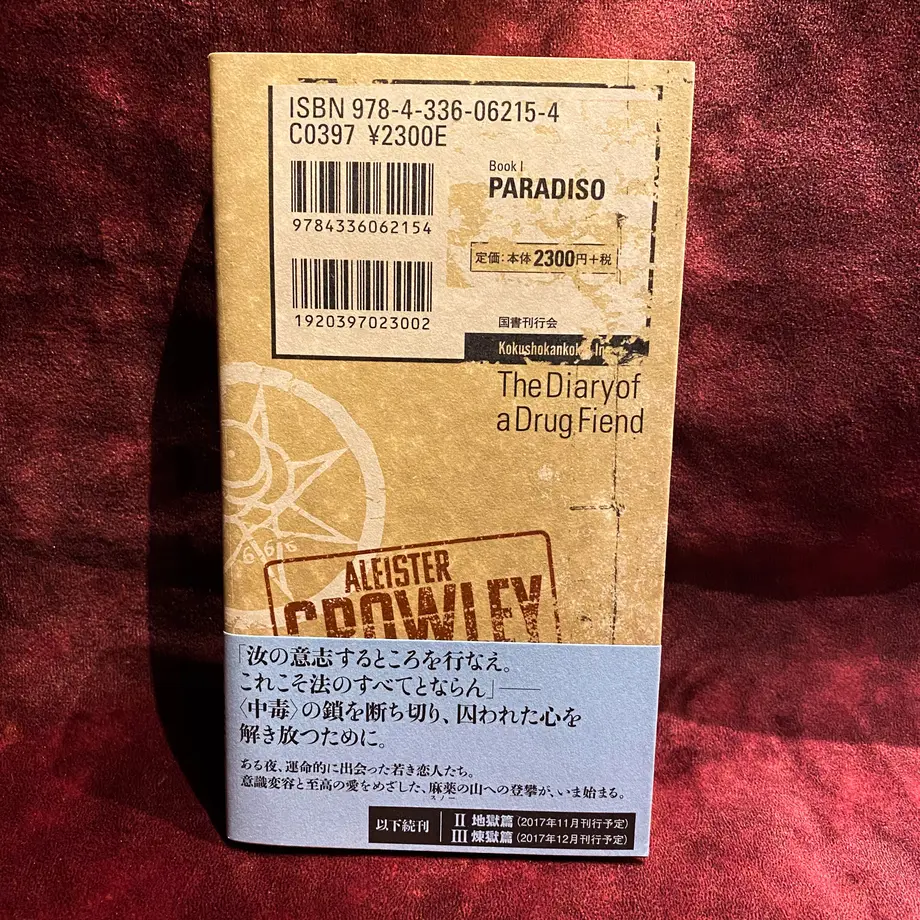 ISBN 978-4-336-06215-4
C0397 ¥2300E
9784336062154
1920397023002
Book I
PARADISO
定価：本体2300円＋税
国書刊行会
Kokushokankok
The Diary of
a Drug Fiend
ALEISTER
CROWLEY
「汝の意志するところを行なえ。
これこそ法のすべてとならん」――
〈中毒〉の鎖を断ち切り、囚われた心を
解き放つために。
ある夜、運命的に出会った若き恋人たち。
意識変容と至高の愛をめざした、麻薬の山への登攀が、いま始まる。
スノー
以下続刊
II 地獄篇（2017年11月刊行予定）
III 煉獄篇（2017年12月刊行予定）